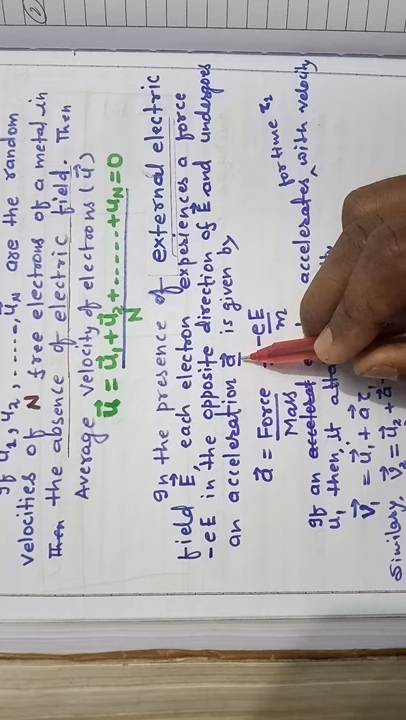 If u₁, u₂, ...., u⃗_N are the random
velocities of N free electrons of a metal in
Then the absence of electric field. Then
Average velocity of electrons (u⃗)
u⃗ = u⃗₁ + u⃗₂ + ..... + u_N = 0
N
In the presence of external electric
field E⃗, each electron experiences a force
-eE in the opposite direction of E⃗ and undergoes
an acceleration a⃗ is given by
a⃗ = Force -eE
Mass m
for time τ₁
If an accelerat accelerates ^ with velocity
u₁ then, it
V⃗₁ = u⃗₁ + a⃗τ₁
Similarly, V⃗₂ = u⃗₂ + a⃗